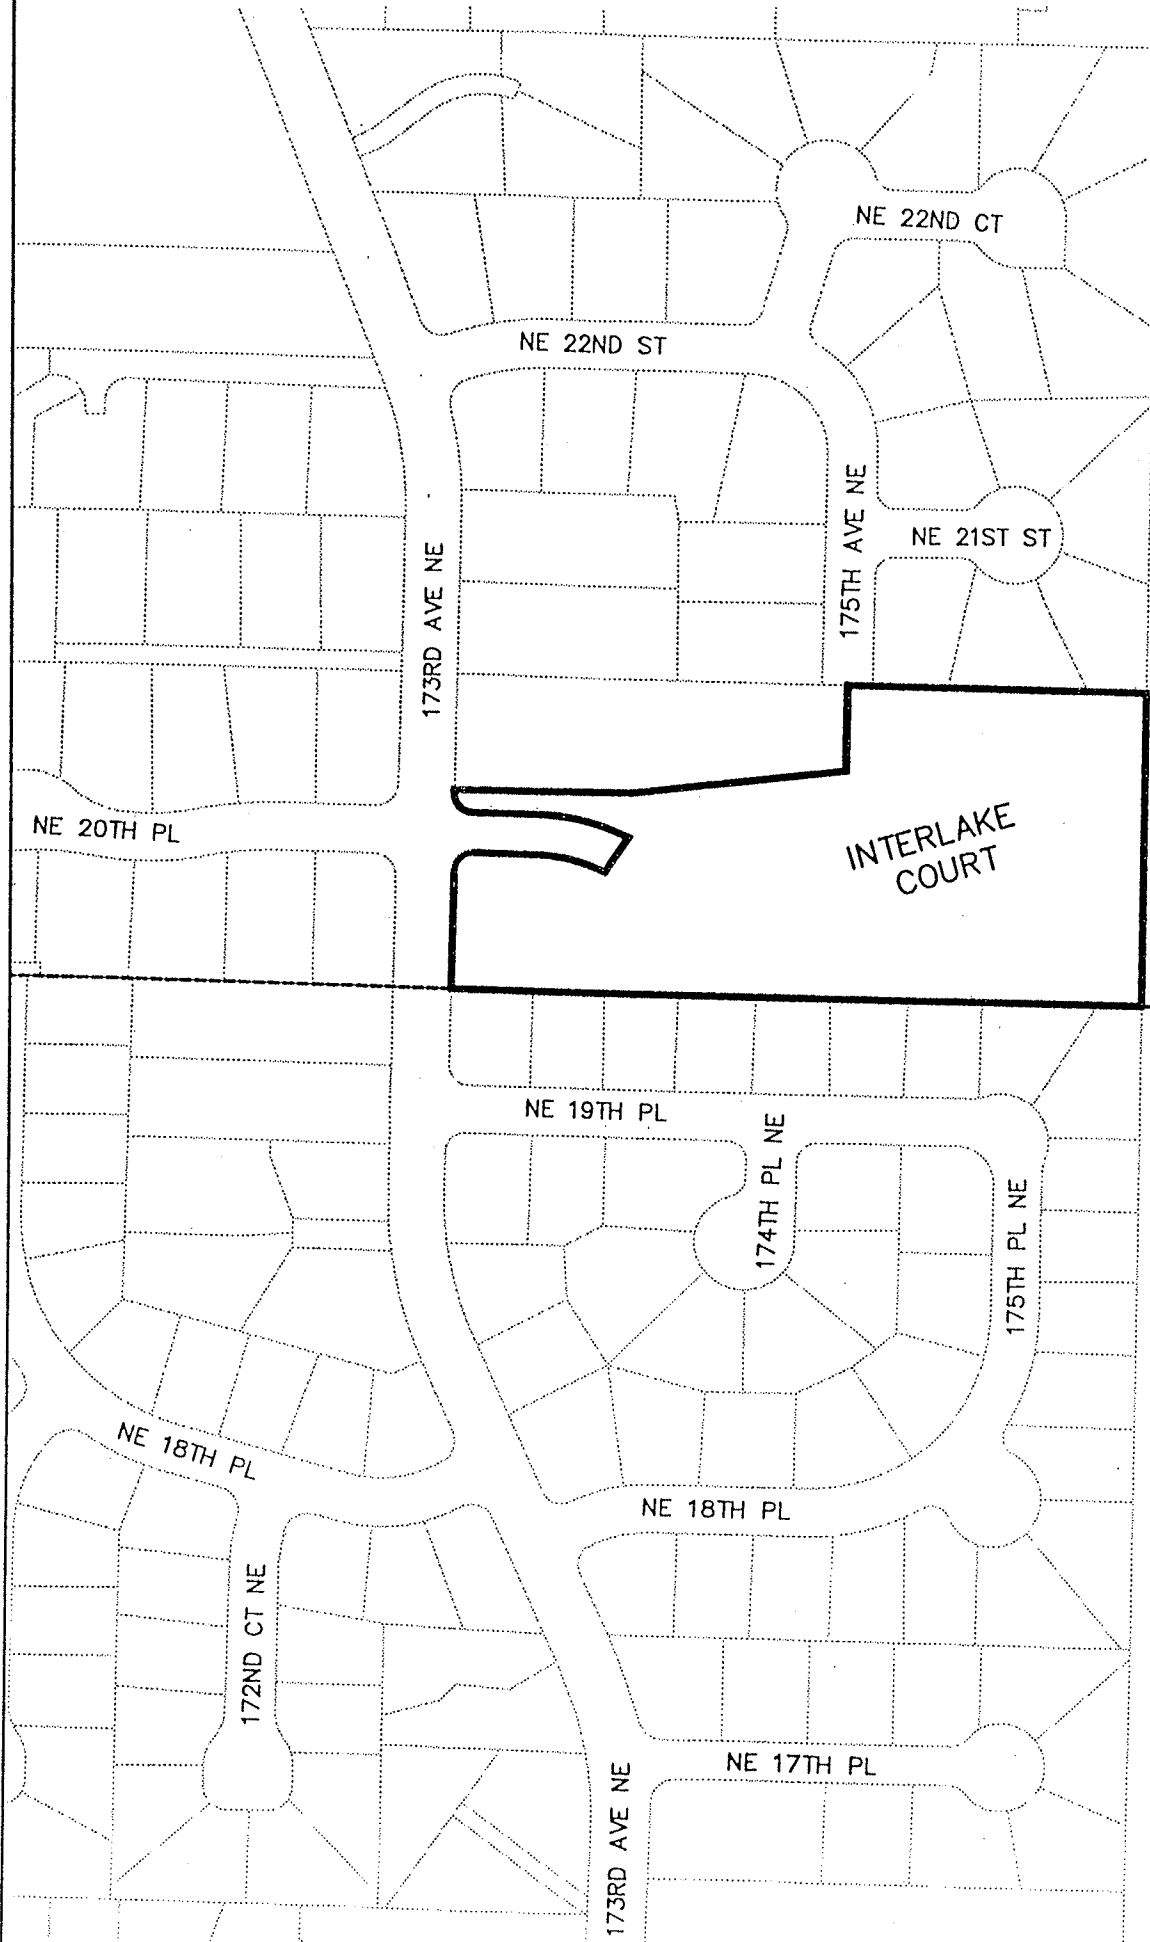 NE 22ND CT
NE 22ND ST
175TH AVE NE
NE 21ST ST
173RD AVE NE
NE 20TH PL
INTERLAKE
COURT
NE 19TH PL
174TH PL NE
175TH PL NE
NE 18TH PL
NE 18TH PL
172ND CT NE
NE 17TH PL
173RD AVE NE